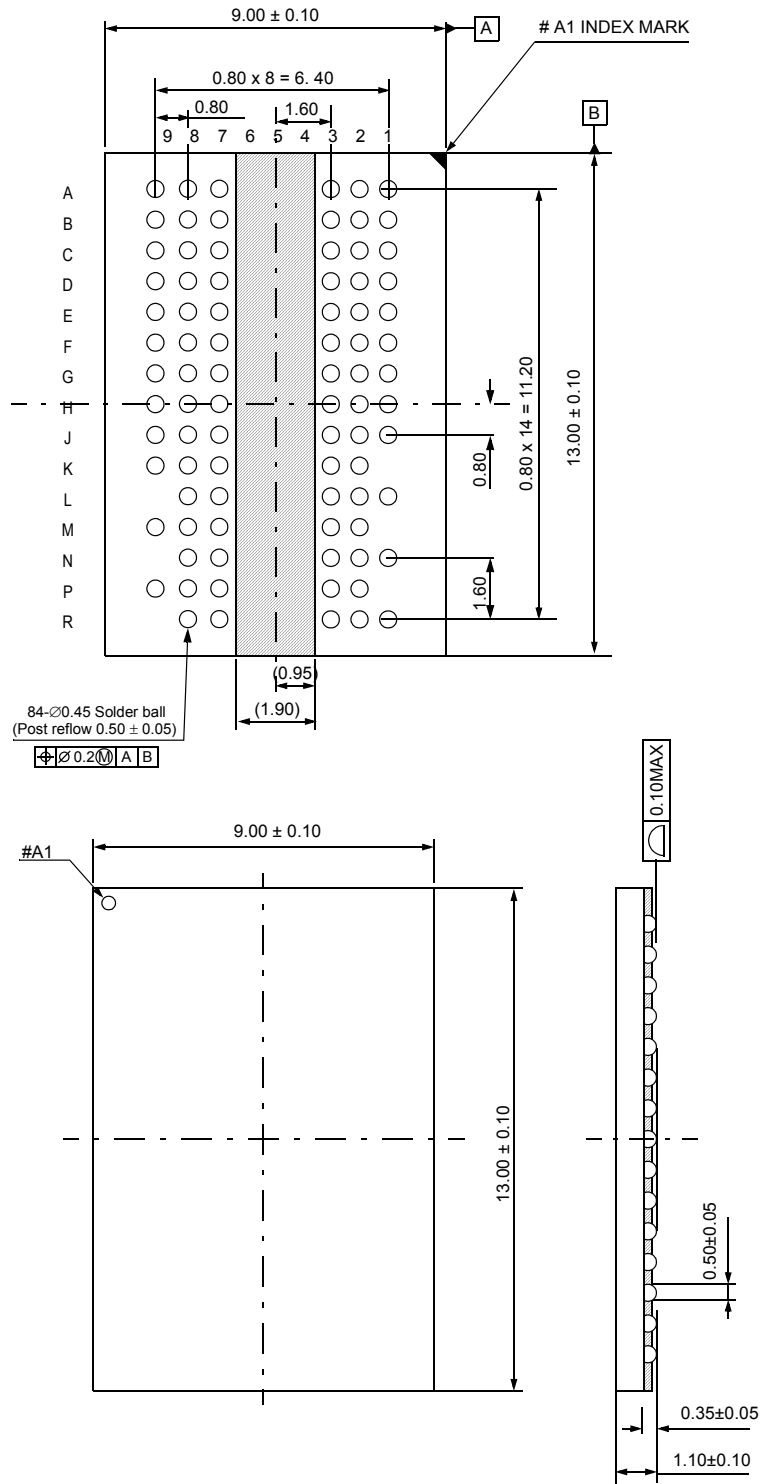 9.00 ± 0.10
A
# A1 INDEX MARK
0.80 x 8 = 6. 40
0.80
1.60
B
9 8 7 6 5 4 3 2 1
A
B
C
D
E
F
G
H
J
K
L
M
N
P
R
0.80
1.60
0.80 x 14 = 11.20
13.00 ± 0.10
(0.95)
(1.90)
84-∅0.45 Solder ball
(Post reflow 0.50 ± 0.05)
⌖ ∅ 0.2Ⓜ A B
0.10MAX
9.00 ± 0.10
#A1
13.00 ± 0.10
0.50±0.05
0.35±0.05
1.10±0.10